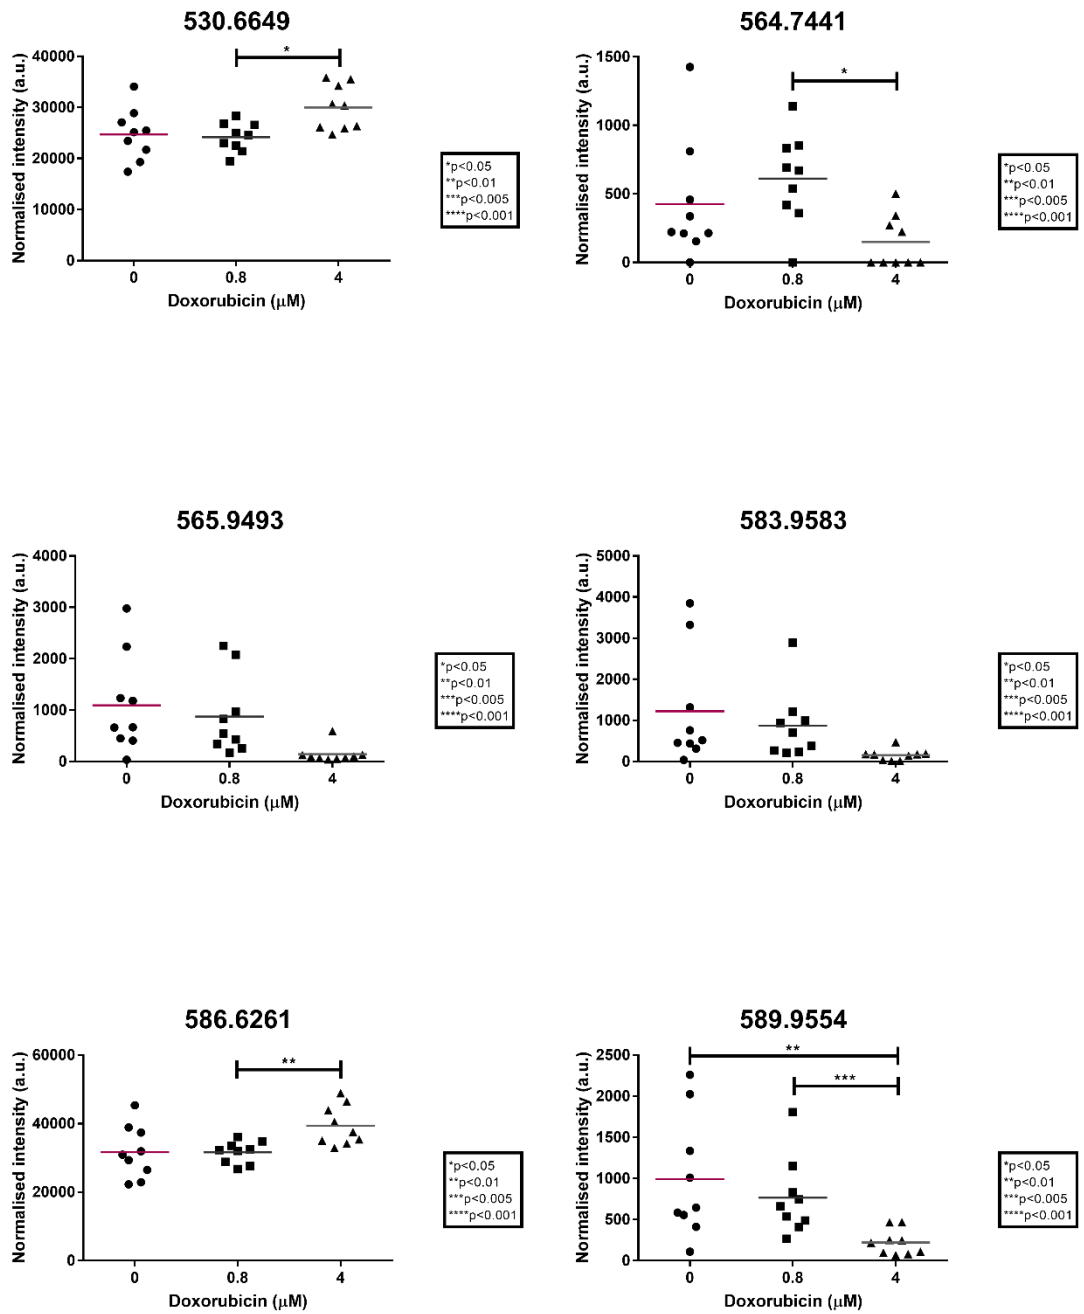 530.6649
*
Normalised intensity (a.u.)
40000
30000
20000
10000
0
0
0.8
4
Doxorubicin (μM)
*p<0.05
**p<0.01
***p<0.005
****p<0.001
564.7441
*
Normalised intensity (a.u.)
1500
1000
500
0
0
0.8
4
Doxorubicin (μM)
*p<0.05
**p<0.01
***p<0.005
****p<0.001
565.9493
Normalised intensity (a.u.)
4000
3000
2000
1000
0
0
0.8
4
Doxorubicin (μM)
*p<0.05
**p<0.01
***p<0.005
****p<0.001
583.9583
Normalised intensity (a.u.)
5000
4000
3000
2000
1000
0
0
0.8
4
Doxorubicin (μM)
*p<0.05
**p<0.01
***p<0.005
****p<0.001
586.6261
**
Normalised intensity (a.u.)
60000
40000
20000
0
0
0.8
4
Doxorubicin (μM)
*p<0.05
**p<0.01
***p<0.005
****p<0.001
589.9554
**
***
Normalised intensity (a.u.)
2500
2000
1500
1000
500
0
0
0.8
4
Doxorubicin (μM)
*p<0.05
**p<0.01
***p<0.005
****p<0.001